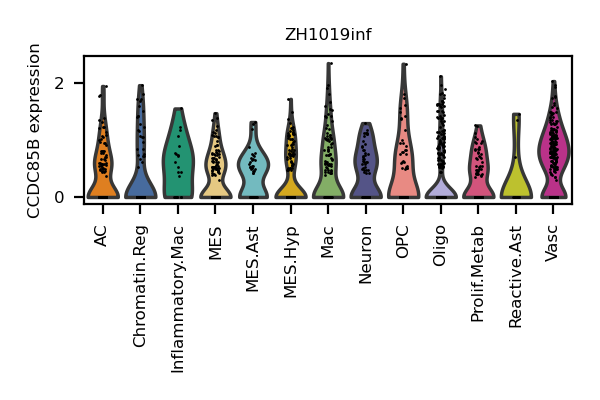 ZH1019inf
CCDC85B expression
2
0
AC
Chromatin.Reg
Inflammatory.Mac
MES
MES.Ast
MES.Hyp
Mac
Neuron
OPC
Oligo
Prolif.Metab
Reactive.Ast
Vasc